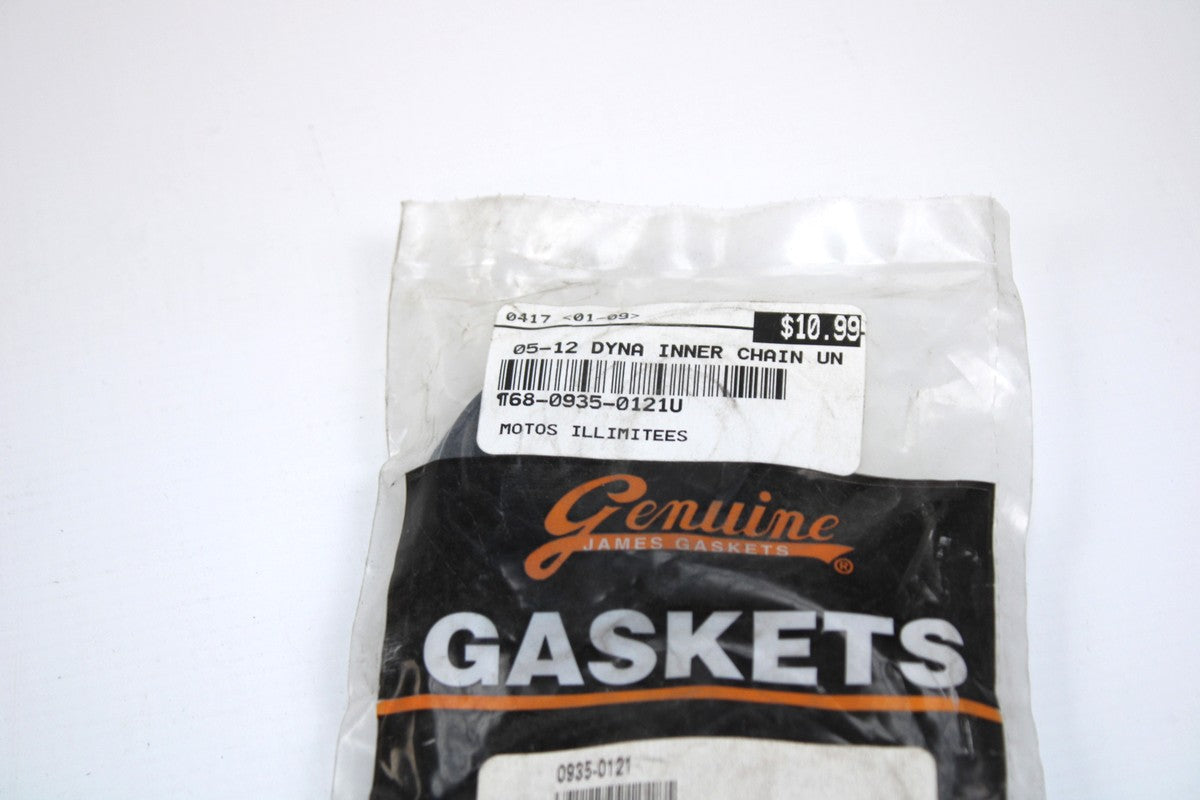 0417 <01-09>
$10.99
05-12 DYNA INNER CHAIN UN
¶68-0935-0121U
MOTOS ILLIMITEES
Genuine
JAMES GASKETS
®
GASKETS
0935-0121